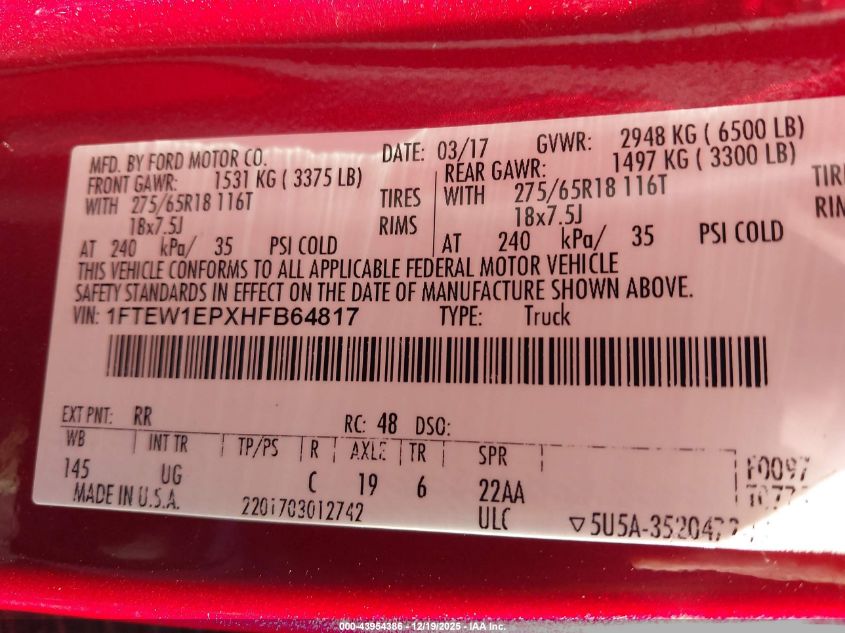 MFD. BY FORD MOTOR CO. DATE: 03/17 GVWR: 2948 KG ( 6500 LB)
FRONT GAWR: 1531 KG ( 3375 LB) REAR GAWR: 1497 KG ( 3300 LB)
WITH 275/65R18 116T TIRES WITH 275/65R18 116T TIRE
18x7.5J RIMS 18x7.5J RIM
AT 240 kPa/ 35 PSI COLD AT 240 kPa/ 35 PSI COLD
THIS VEHICLE CONFORMS TO ALL APPLICABLE FEDERAL MOTOR VEHICLE
SAFETY STANDARDS IN EFFECT ON THE DATE OF MANUFACTURE SHOWN ABOVE.
VIN: 1FTEW1EPXHFB64817 TYPE: Truck
EXT PNT: RR RC: 48 DSO:
WB INT TR TP/PS R AXLE TR SPR
145 UG C 19 6 22AA F0097
MADE IN U.S.A. 2201703012742 ULC ▽5U5A-3520472
000-43954386 - 12/19/2025 - IAA Inc.